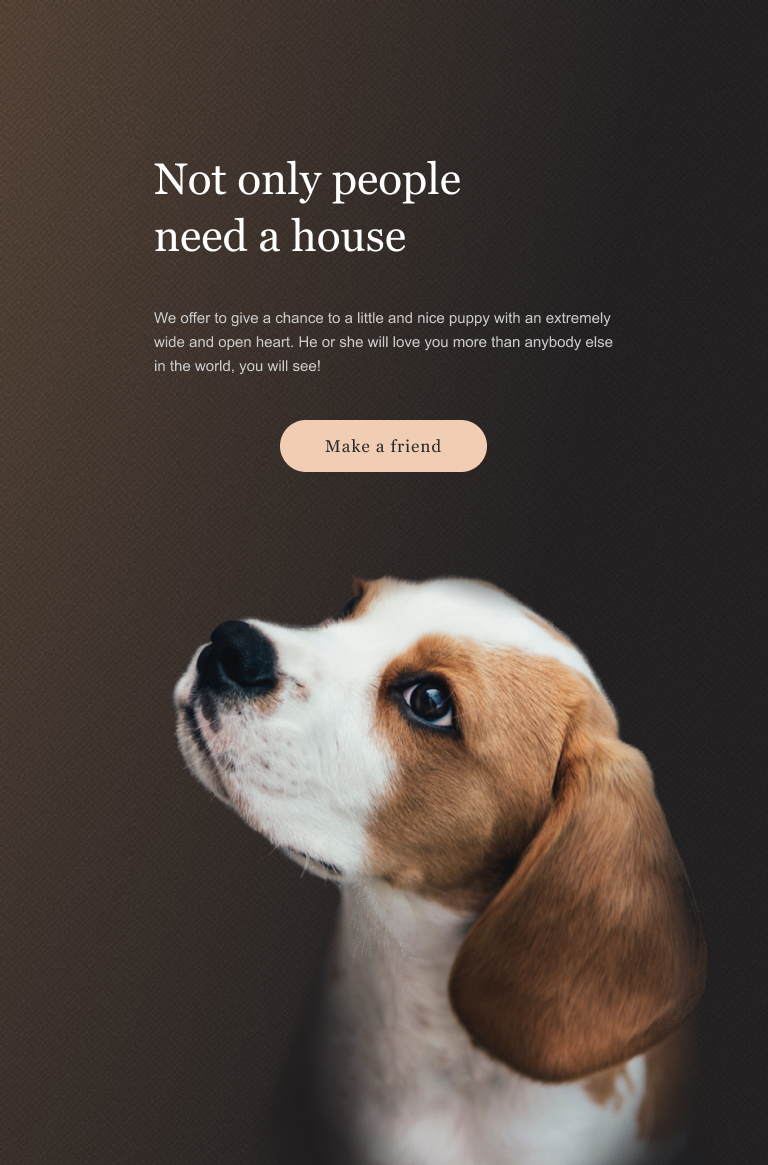 Not only people
need a house
We offer to give a chance to a little and nice puppy with an extremely
wide and open heart. He or she will love you more than anybody else
in the world, you will see!
Make a friend